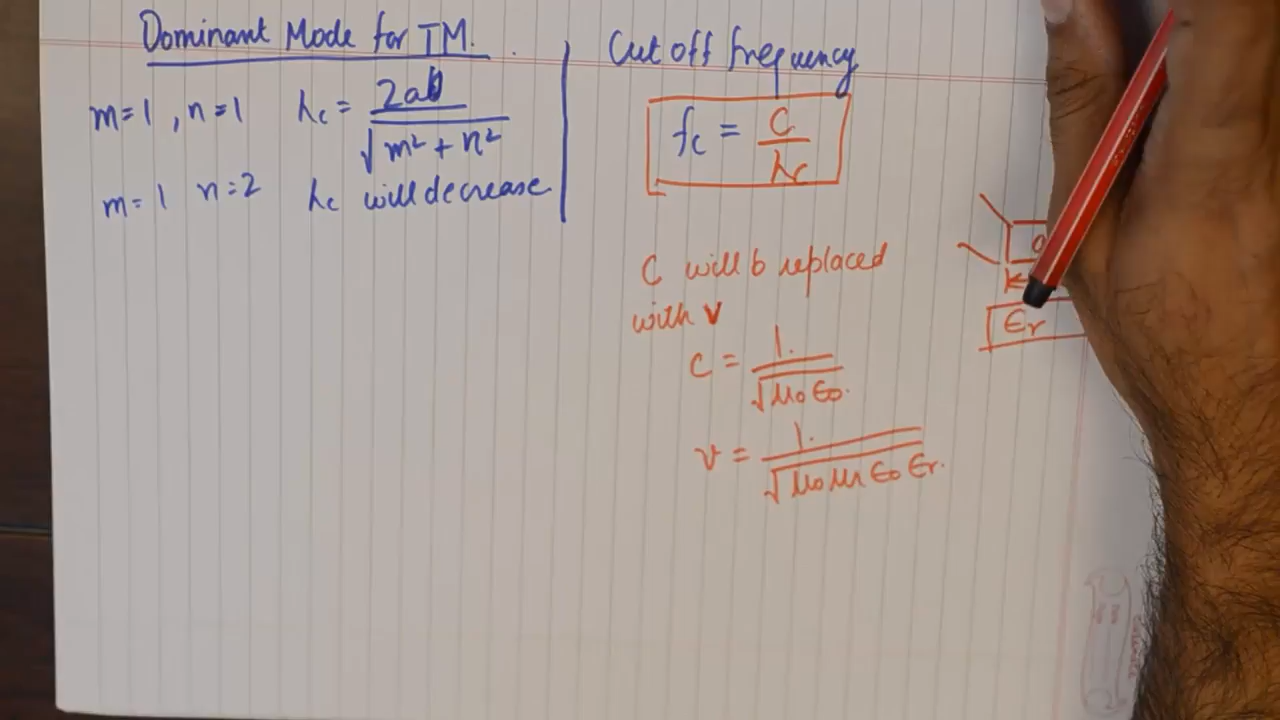 Dominant Mode for TM.
m=1, n=1 λc = 2ab / √m² + n²
m=1 n=2 λc will decrease
Cut off frequency
fc = C / λc
C will b replaced
with v
C = 1 / √μ₀ ϵ₀.
v = 1 / √μ₀ μr ϵ₀ ϵr.
a
ϵr